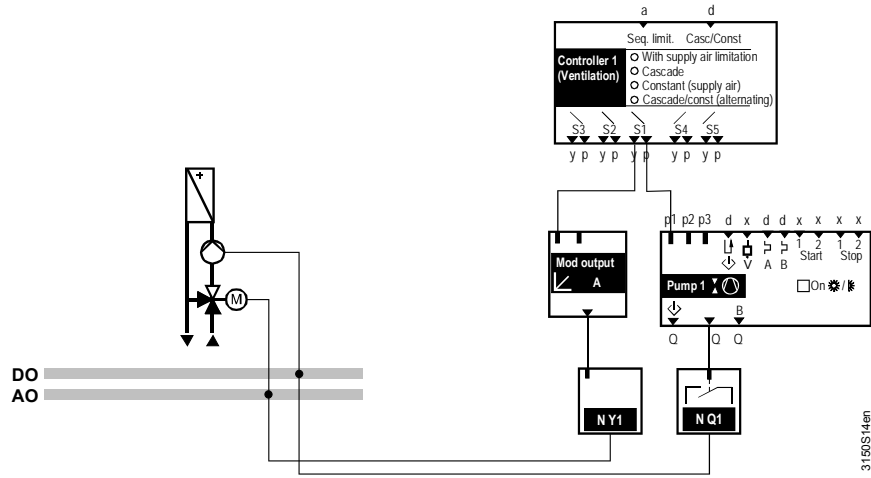 a d
Seq. limit. Casc/Const
Controller 1
(Ventilation)
With supply air limitation
Cascade
Constant (supply air)
Cascade/const (alternating)
S3 S2 S1 S4 S5
y p y p y p y p y p
+
M
DO
AO
Mod output
A
p1 p2 p3 d x d d x x x x
V A B 1 2 1 2
Start Stop
Pump 1
On /
B
Q Q Q
N Y1
N Q1
3150S14en